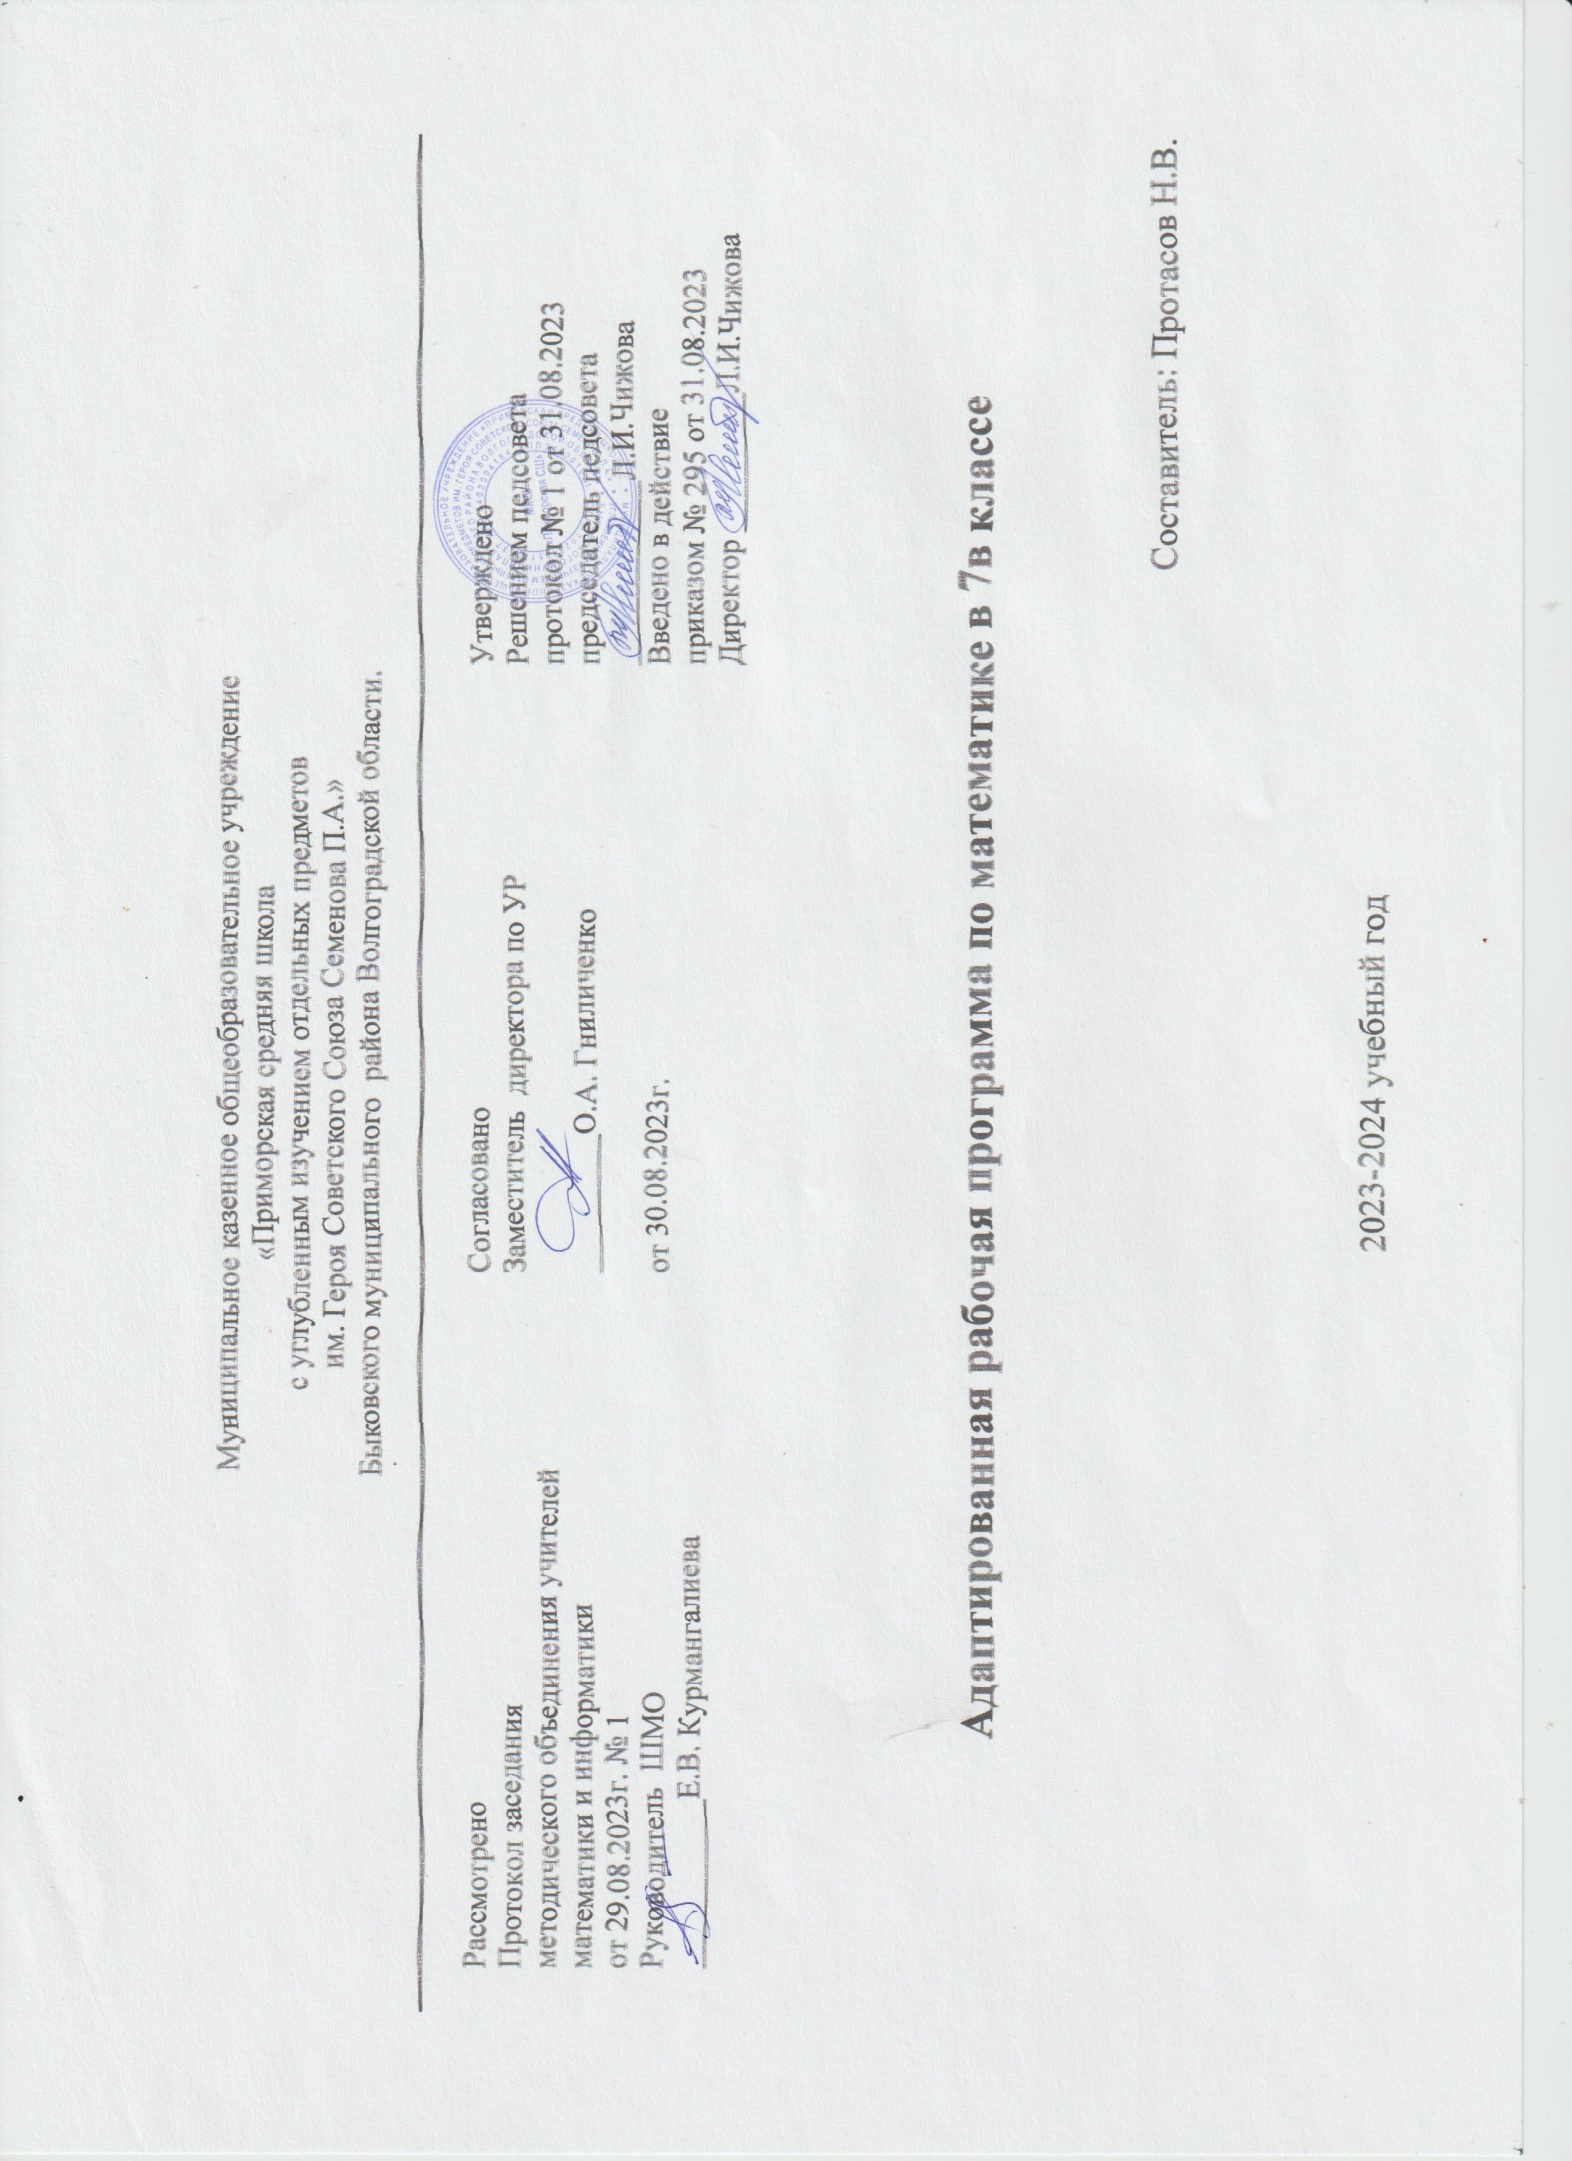 Муниципальное казенное общеобразовательное учреждение
«Приморская средняя школа
с углубленным изучением отдельных предметов
им. Героя Советского Союза Семенова П.А.»
Быковского муниципального района Волгоградской области.
Рассмотрено
Протокол заседания
методического объединения учителей
математики и информатики
от 29.08.2023г. № 1
Руководитель ШМО
Е.В. Курмангалиева
Согласовано
Заместитель директора по УР
О.А. Гниличенко
от 30.08.2023г.
Утверждено
Решением педсовета
протокол № 1 от 31.08.2023
председатель педсовета
Л.И.Чижова
Введено в действие
приказом № 295 от 31.08.2023
Директор Л.И.Чижова
Адаптированная рабочая программа по математике в 7в классе
Составитель: Протасов Н.В.
2023-2024 учебный год